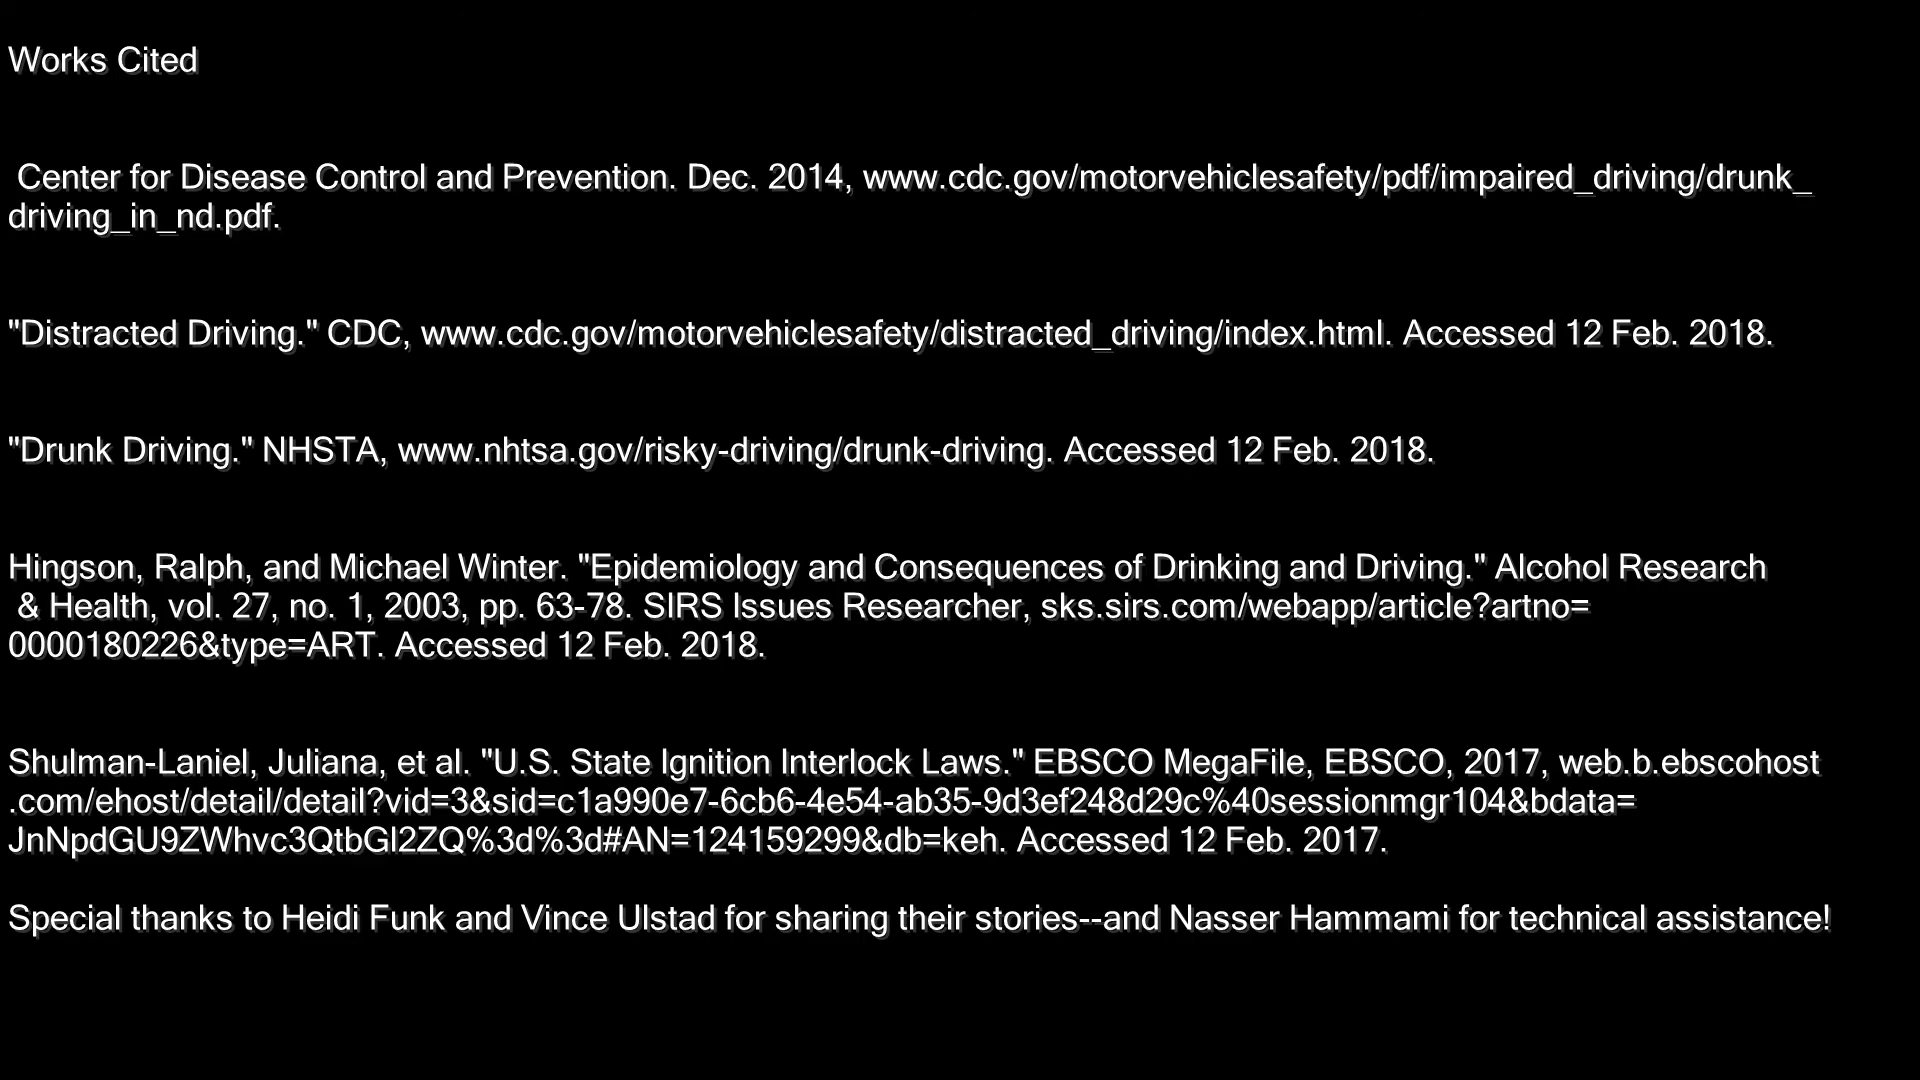 Works Cited
Center for Disease Control and Prevention. Dec. 2014, www.cdc.gov/motorvehiclesafety/pdf/impaired_driving/drunk_
driving_in_nd.pdf.
"Distracted Driving." CDC, www.cdc.gov/motorvehiclesafety/distracted_driving/index.html. Accessed 12 Feb. 2018.
"Drunk Driving." NHSTA, www.nhtsa.gov/risky-driving/drunk-driving. Accessed 12 Feb. 2018.
Hingson, Ralph, and Michael Winter. "Epidemiology and Consequences of Drinking and Driving." Alcohol Research
& Health, vol. 27, no. 1, 2003, pp. 63-78. SIRS Issues Researcher, sks.sirs.com/webapp/article?artno=
0000180226&type=ART. Accessed 12 Feb. 2018.
Shulman-Laniel, Juliana, et al. "U.S. State Ignition Interlock Laws." EBSCO MegaFile, EBSCO, 2017, web.b.ebscohost
.com/ehost/detail/detail?vid=3&sid=c1a990e7-6cb6-4e54-ab35-9d3ef248d29c%40sessionmgr104&bdata=
JnNpdGU9ZWhvc3QtbGl2ZQ%3d%3d#AN=124159299&db=keh. Accessed 12 Feb. 2017.
Special thanks to Heidi Funk and Vince Ulstad for sharing their stories--and Nasser Hammami for technical assistance!